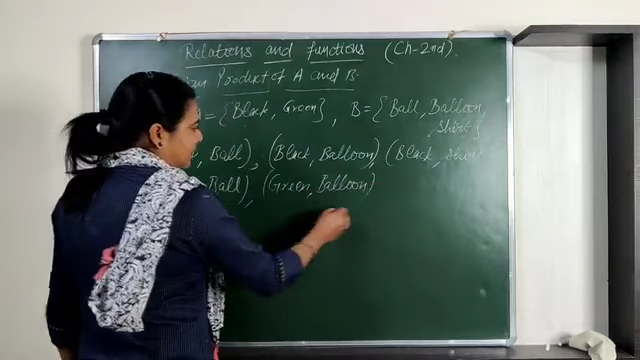 Relations and functions (Ch-2nd).
Product of A and B.
= {Black, Green}, B = {Ball, Balloon,
Shirt}
, Ball), (Black, Balloon) (Black, Shirt
Ball), (Green, Balloon)